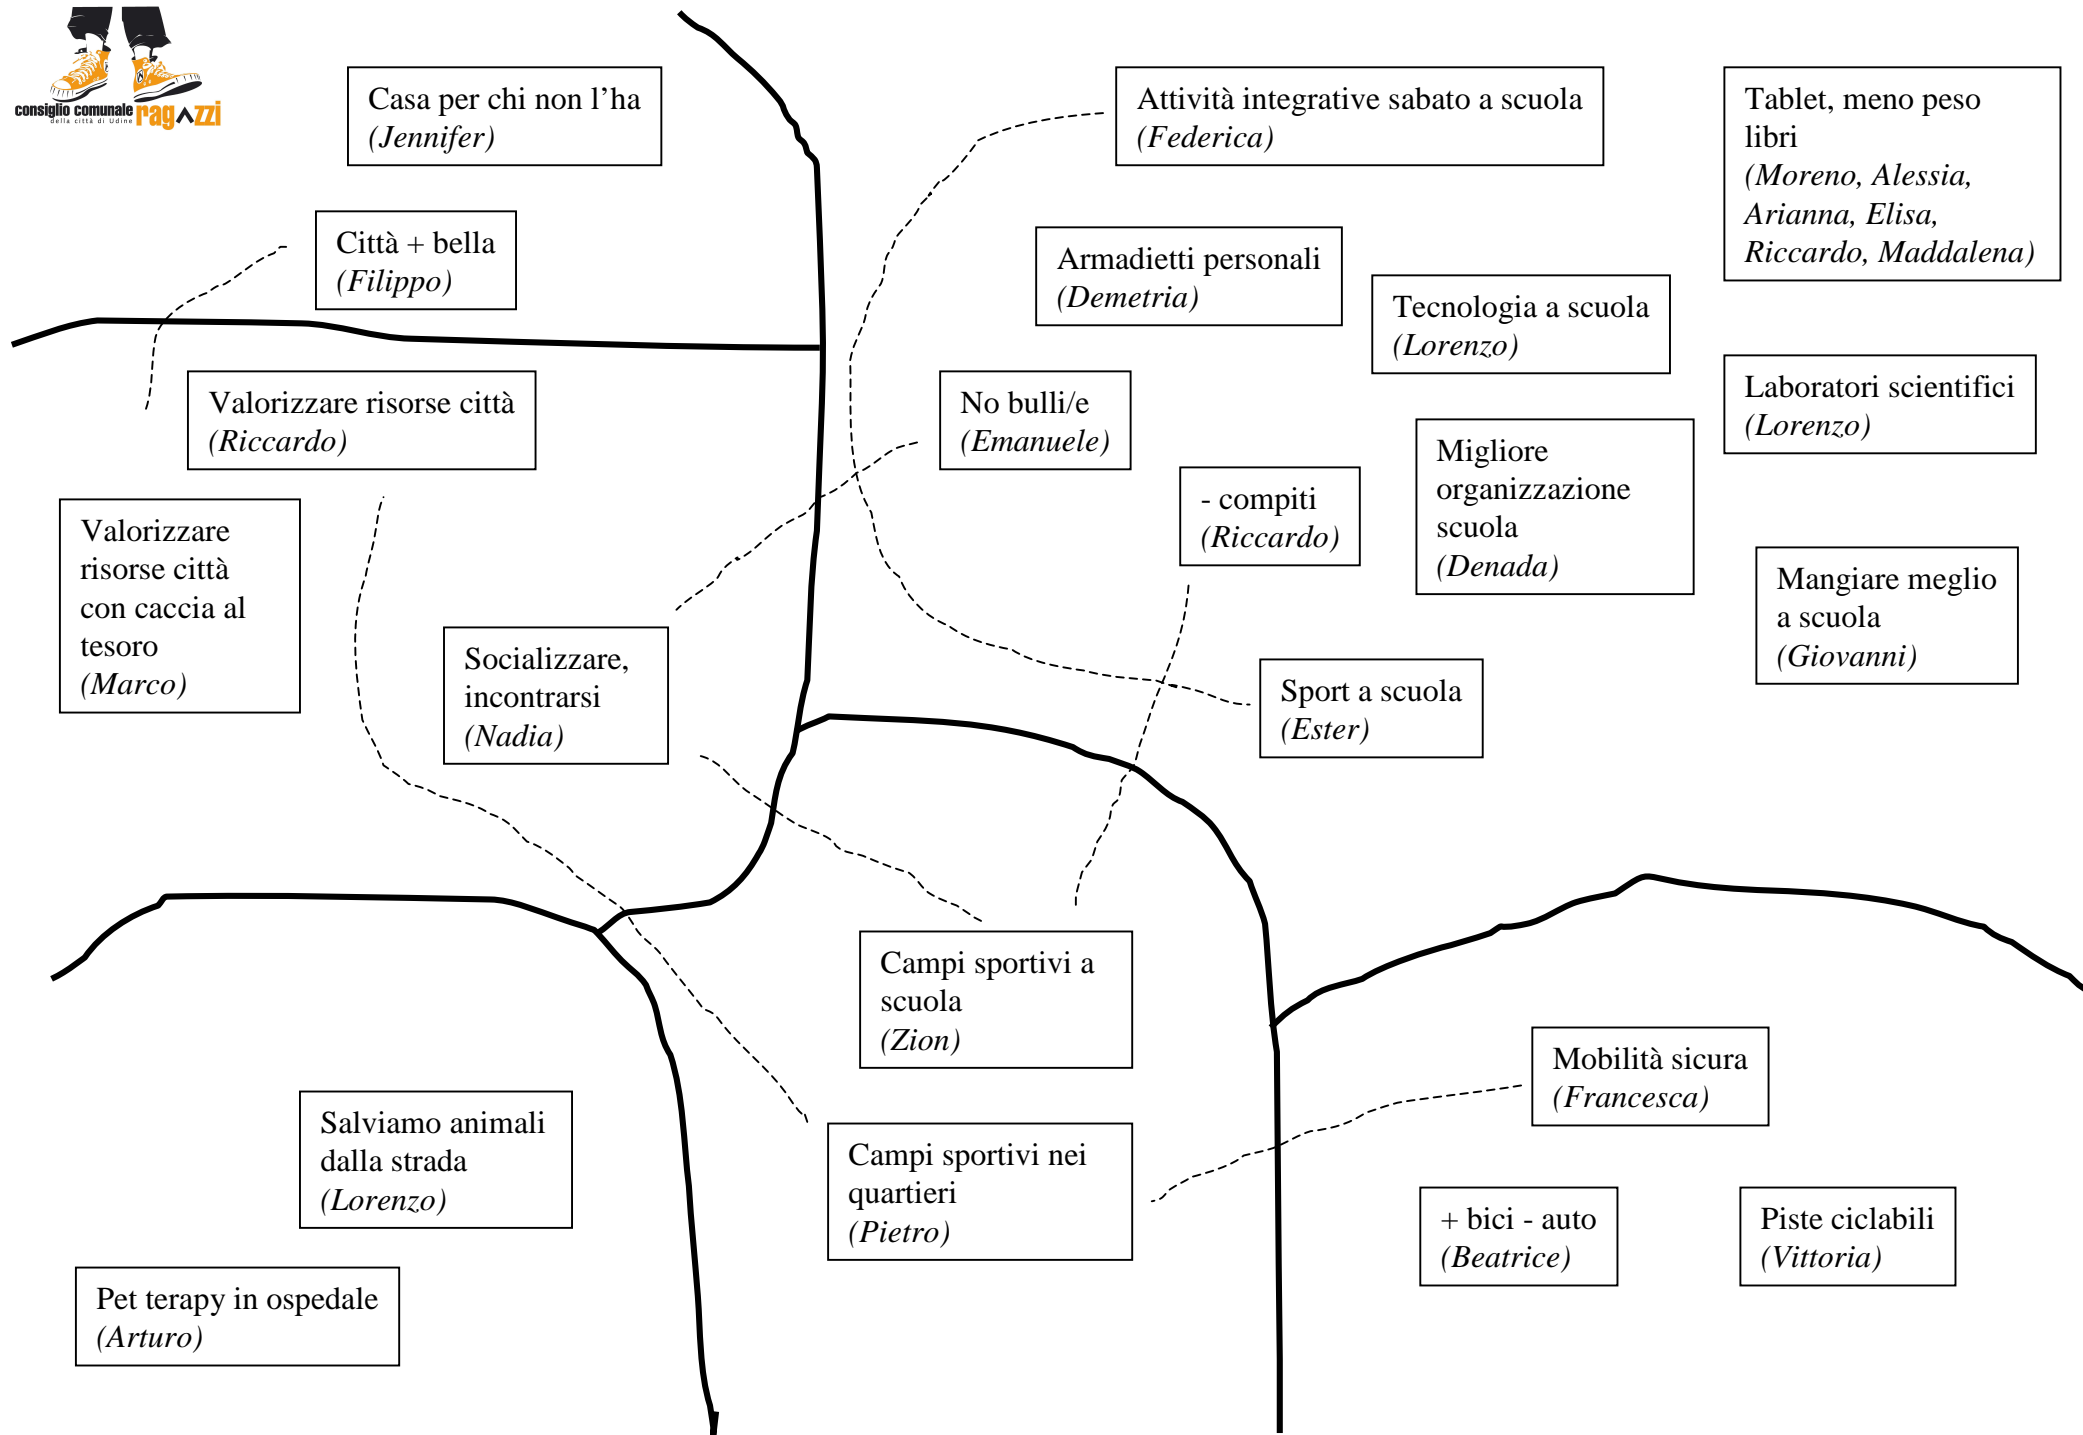 consiglio comunale
della città di Udine
ragazzi
Casa per chi non l'ha
(Jennifer)
Attività integrative sabato a scuola
(Federica)
Tablet, meno peso
libri
(Moreno, Alessia,
Arianna, Elisa,
Riccardo, Maddalena)
Città + bella
(Filippo)
Armadietti personali
(Demetria)
Tecnologia a scuola
(Lorenzo)
Valorizzare risorse città
(Riccardo)
No bulli/e
(Emanuele)
Laboratori scientifici
(Lorenzo)
Migliore
organizzazione
scuola
(Denada)
- compiti
(Riccardo)
Valorizzare
risorse città
con caccia al
tesoro
(Marco)
Mangiare meglio
a scuola
(Giovanni)
Socializzare,
incontrarsi
(Nadia)
Sport a scuola
(Ester)
Campi sportivi a
scuola
(Zion)
Mobilità sicura
(Francesca)
Salviamo animali
dalla strada
(Lorenzo)
Campi sportivi nei
quartieri
(Pietro)
+ bici - auto
(Beatrice)
Piste ciclabili
(Vittoria)
Pet terapy in ospedale
(Arturo)